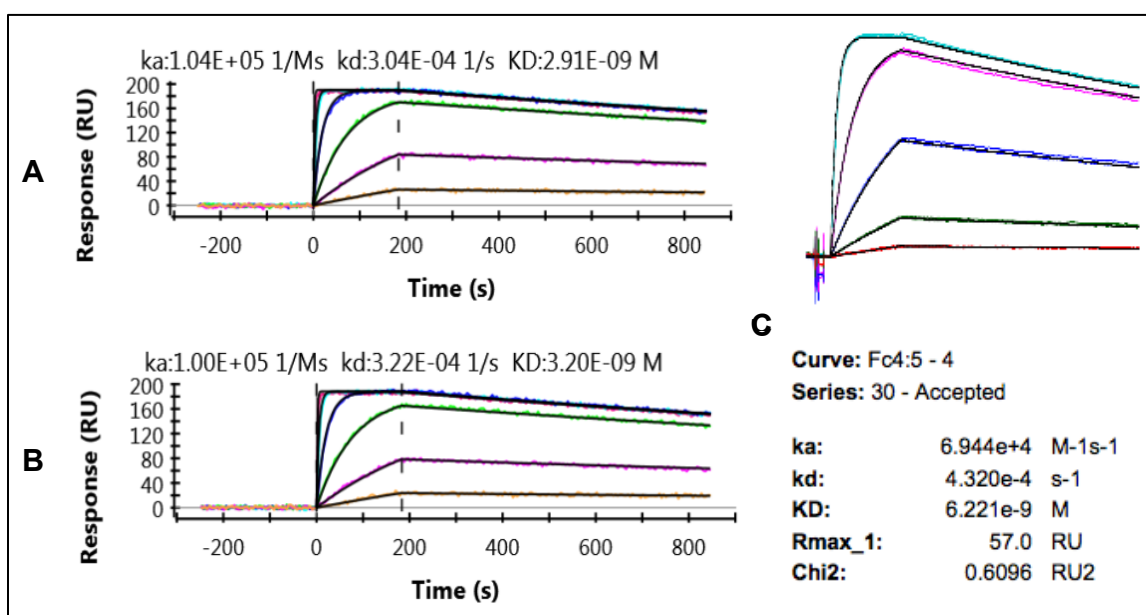 A
ka:1.04E+05 1/Ms kd:3.04E-04 1/s KD:2.91E-09 M
Response (RU)
200
160
120
80
40
0
-200 0 200 400 600 800
Time (s)
B
ka:1.00E+05 1/Ms kd:3.22E-04 1/s KD:3.20E-09 M
Response (RU)
200
160
120
80
40
0
-200 0 200 400 600 800
Time (s)
C
Curve: Fc4:5 - 4
Series: 30 - Accepted
ka: 6.944e+4 M-1s-1
kd: 4.320e-4 s-1
KD: 6.221e-9 M
Rmax_1: 57.0 RU
Chi2: 0.6096 RU2